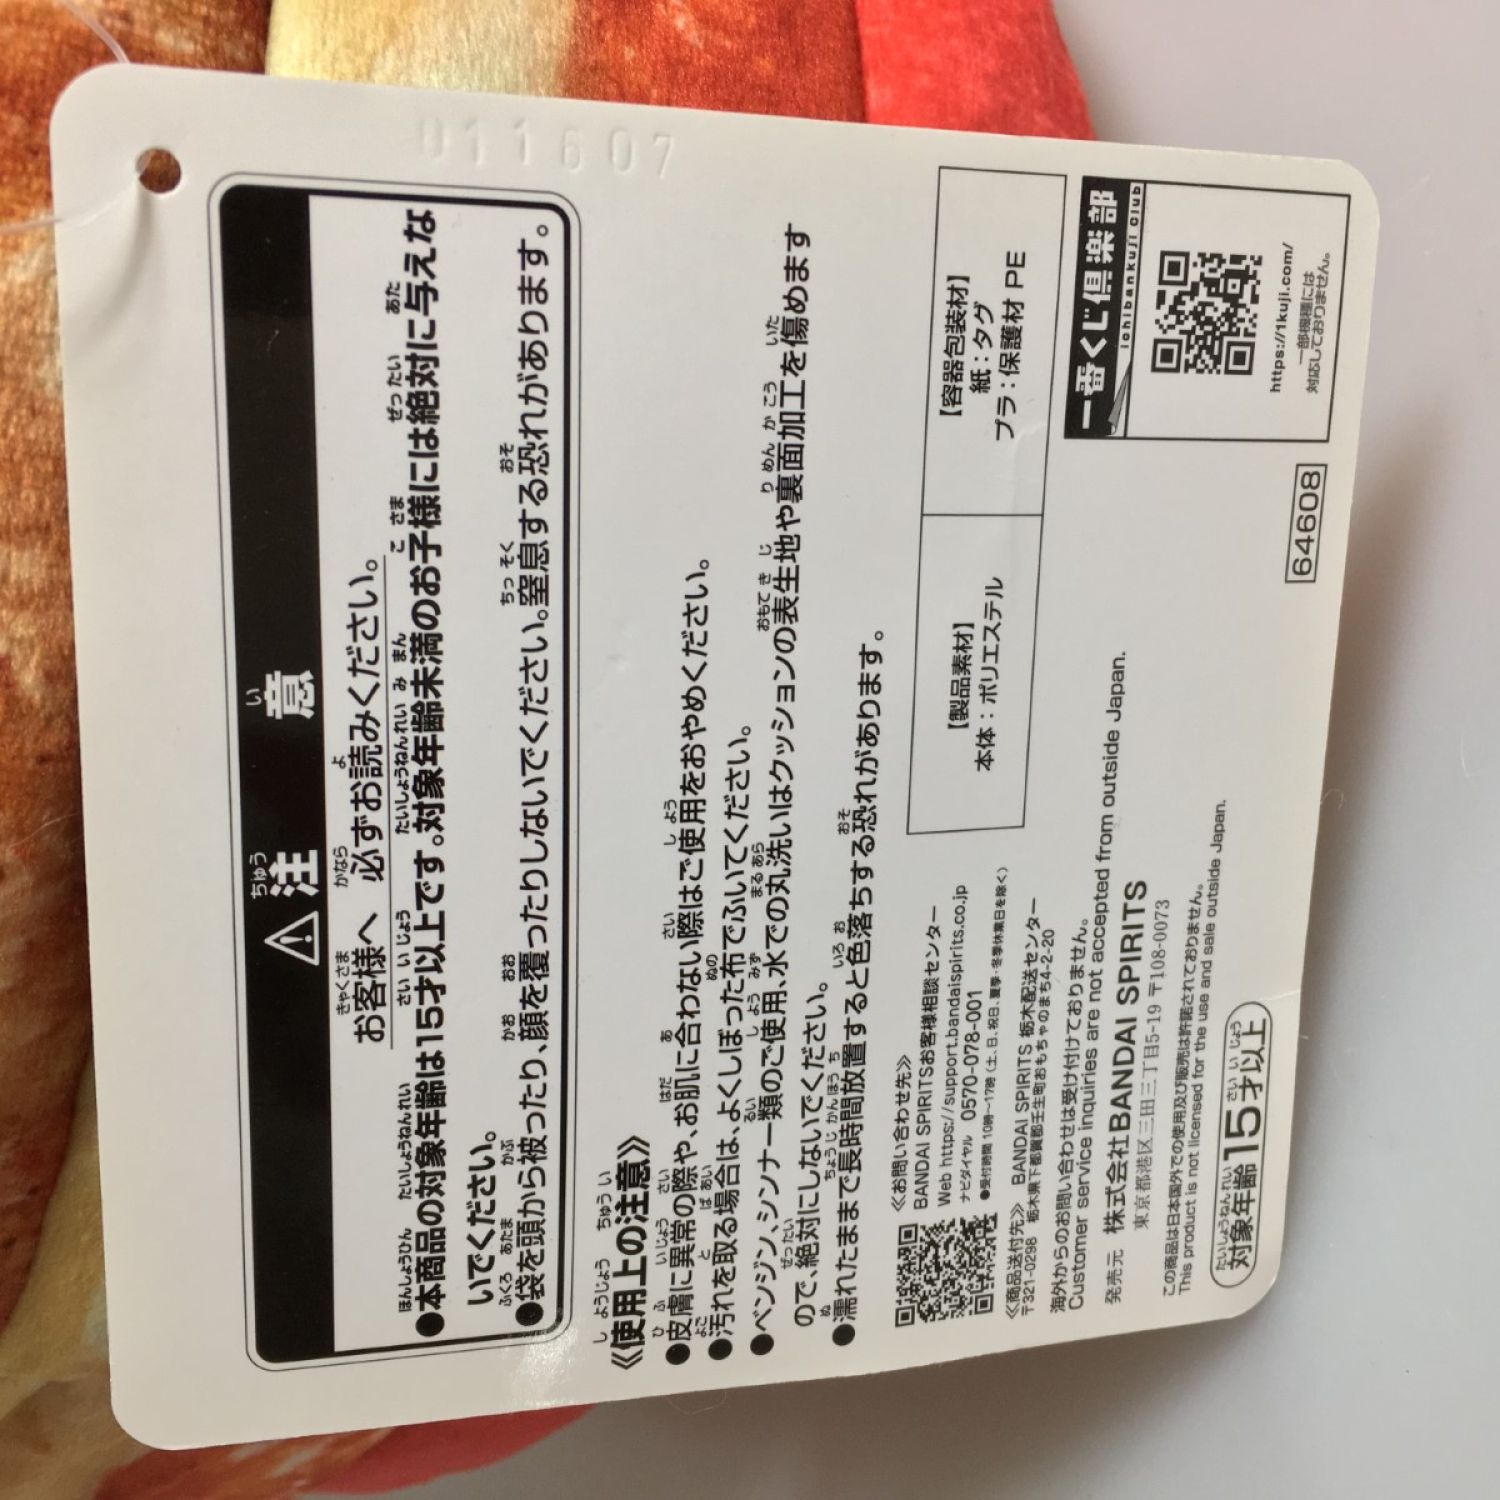 011607
⚠注意
お客様へ 必ずお読みください。
●本商品の対象年齢は15才以上です。対象年齢未満のお子様には絶対に与えな
いでください。
●袋を頭から被ったり、顔を覆ったりしないでください。窒息する恐れがあります。
《使用上の注意》
●皮膚に異常の際や、お肌に合わない際はご使用をおやめください。
●汚れを取る場合は、よくしぼった布でふいてください。
●ベンジン、シンナー類のご使用、水での丸洗いはクッションの表生地や裏面加工を傷めます
ので、絶対にしないでください。
●濡れたままで長時間放置すると色落ちする恐れがあります。
《お問い合わせ先》
BANDAI SPIRITSお客様相談センター
Web https://support.bandaispirits.co.jp
ナビダイヤル 0570-078-001
●受付時間 10時～17時（土、日、祝日、夏季・冬季休業日を除く）
《商品送付先》 BANDAI SPIRITS 栃木配送センター
〒321-0298 栃木県下都賀郡壬生町おもちゃのまち4-2-20
海外からのお問い合わせは受け付けておりません。
Customer service inquiries are not accepted from outside Japan.
発売元 株式会社BANDAI SPIRITS
東京都港区三田三丁目5-19 〒108-0073
この商品は日本国外での使用及び販売は許諾されておりません。
This product is not licensed for the use and sale outside Japan.
対象年齢15才以上
【製品素材】
本体：ポリエステル
【容器包装材】
紙：タグ
プラ：保護材 PE
64608
一番くじ倶楽部
ichibankuji Club
https://1kuji.com/
一部機種には
対応しておりません。